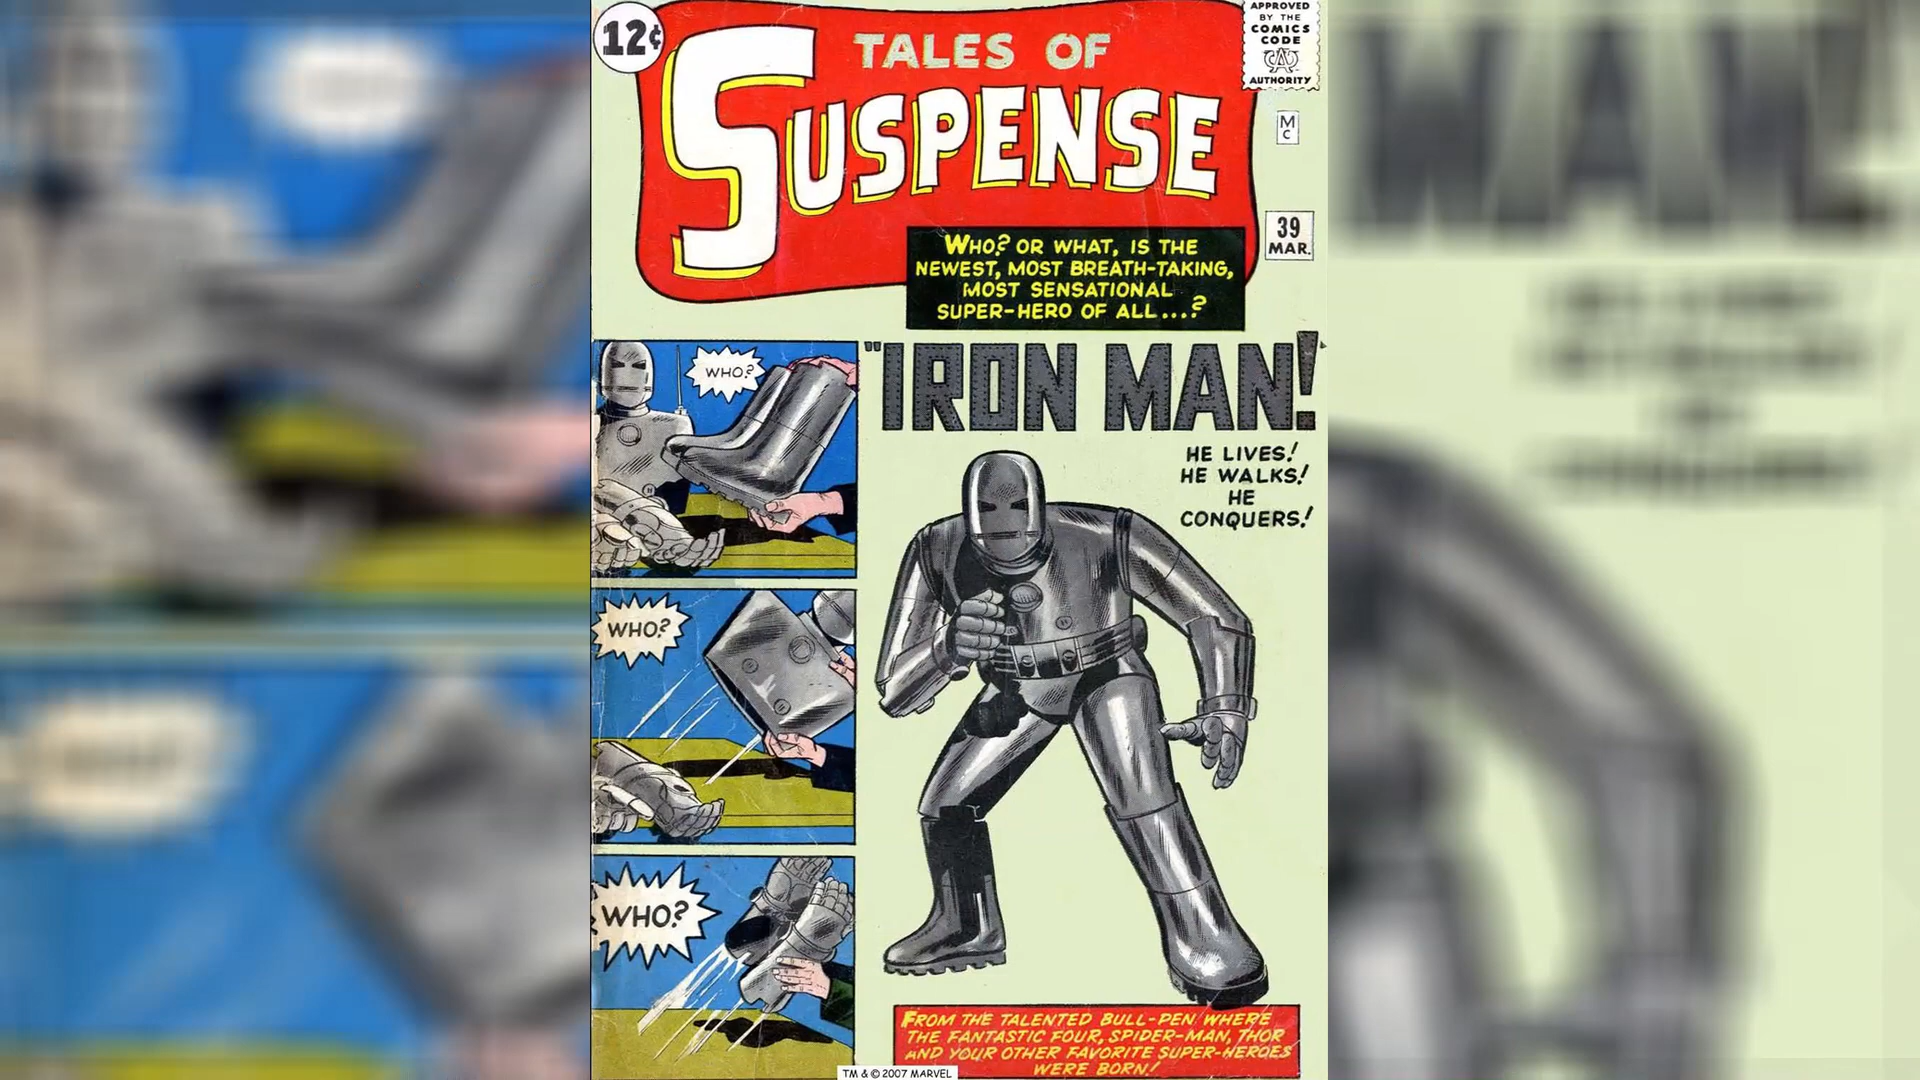 12¢
TALES OF
SUSPENSE
APPROVED
BY THE
COMICS
CODE
AUTHORITY
M
C
39
MAR.
WHO? OR WHAT, IS THE
NEWEST, MOST BREATH-TAKING,
MOST SENSATIONAL
SUPER-HERO OF ALL...?
"IRON MAN!"
HE LIVES!
HE WALKS!
HE
CONQUERS!
WHO?
WHO?
WHO?
FROM THE TALENTED BULL-PEN WHERE
THE FANTASTIC FOUR, SPIDER-MAN, THOR
AND YOUR OTHER FAVORITE SUPER-HEROES
WERE BORN!
TM & © 2007 MARVEL